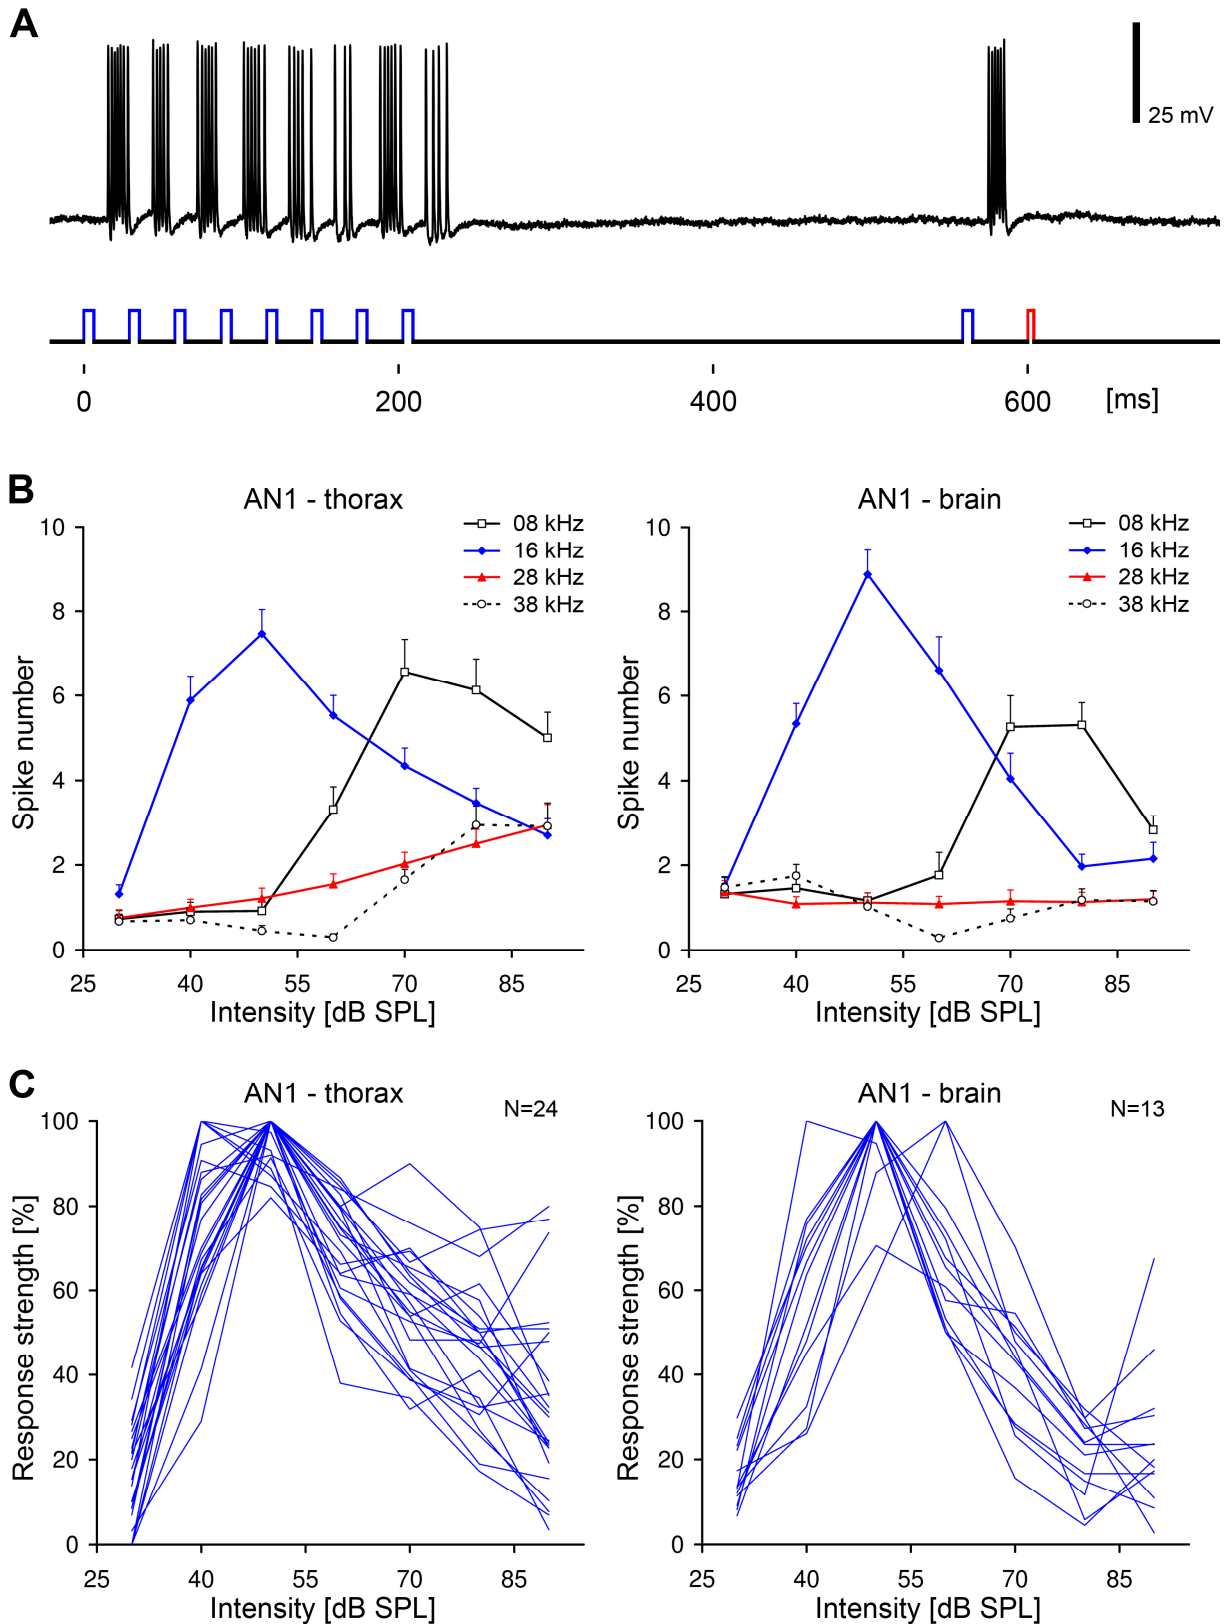 A
25 mV
0 200 400 600 [ms]
B
AN1 - thorax
08 kHz
16 kHz
28 kHz
38 kHz
10
8
6
4
2
0
Spike number
25 40 55 70 85
Intensity [dB SPL]
AN1 - brain
08 kHz
16 kHz
28 kHz
38 kHz
10
8
6
4
2
0
Spike number
25 40 55 70 85
Intensity [dB SPL]
C
AN1 - thorax
N=24
100
80
60
40
20
0
Response strength [%]
25 40 55 70 85
Intensity [dB SPL]
AN1 - brain
N=13
100
80
60
40
20
0
Response strength [%]
25 40 55 70 85
Intensity [dB SPL]